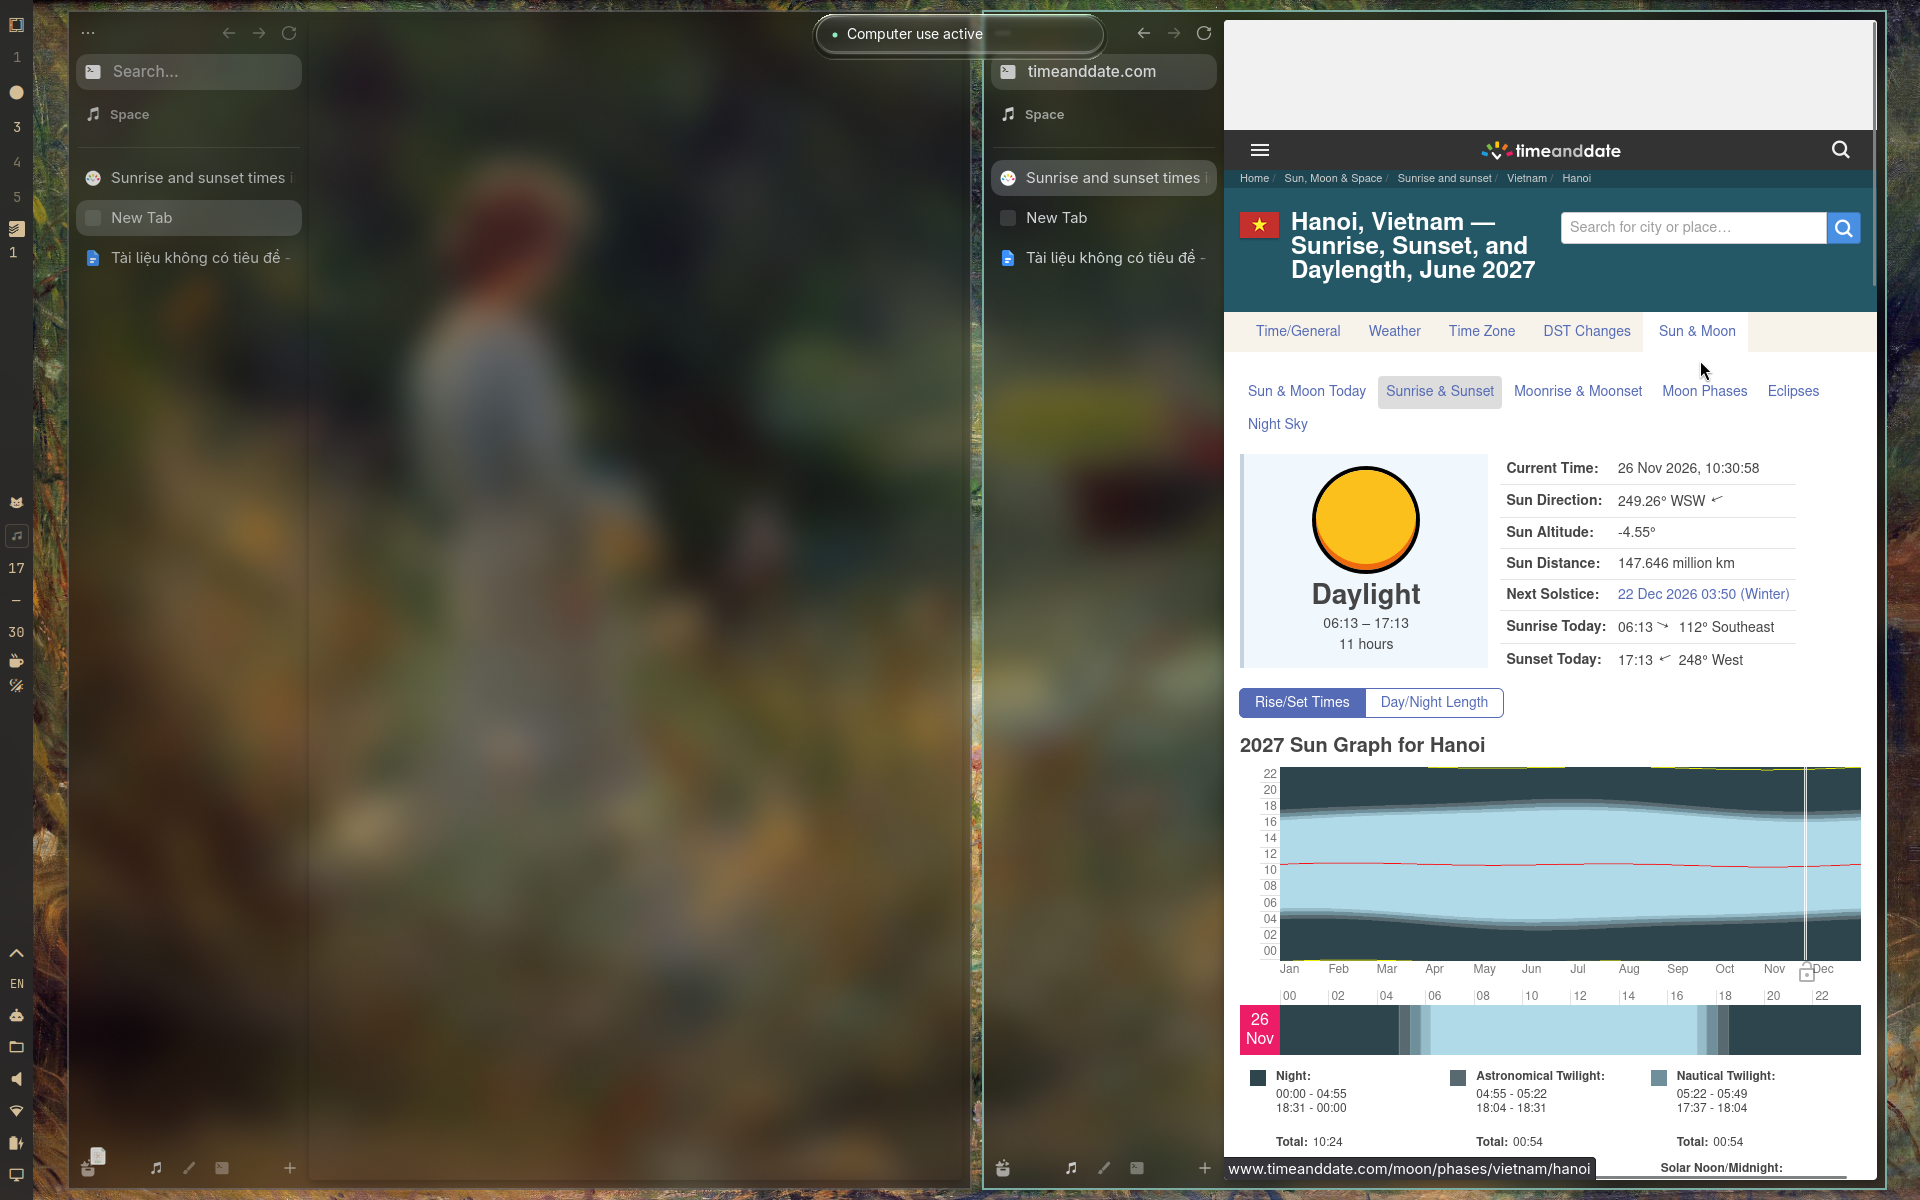 1
3
4
5
1
17
30
EN
Search...
Space
Sunrise and sunset times i
New Tab
Tài liệu không có tiêu đề -
Computer use active
timeanddate.com
Space
Sunrise and sunset times i
New Tab
Tài liệu không có tiêu đề -
timeanddate
Home / Sun, Moon & Space / Sunrise and sunset / Vietnam / Hanoi
Hanoi, Vietnam —
Sunrise, Sunset, and
Daylength, June 2027
Search for city or place...
Time/General Weather Time Zone DST Changes Sun & Moon
Sun & Moon Today Sunrise & Sunset Moonrise & Moonset Moon Phases Eclipses
Night Sky
Daylight
06:13 – 17:13
11 hours
Current Time: 26 Nov 2026, 10:30:58
Sun Direction: 249.26° WSW
Sun Altitude: -4.55°
Sun Distance: 147.646 million km
Next Solstice: 22 Dec 2026 03:50 (Winter)
Sunrise Today: 06:13 112° Southeast
Sunset Today: 17:13 248° West
Rise/Set Times Day/Night Length
2027 Sun Graph for Hanoi
22
20
18
16
14
12
10
08
06
04
02
00
Jan Feb Mar Apr May Jun Jul Aug Sep Oct Nov Dec
00 02 04 06 08 10 12 14 16 18 20 22
26
Nov
Night:
00:00 - 04:55
18:31 - 00:00
Total: 10:24
Astronomical Twilight:
04:55 - 05:22
18:04 - 18:31
Total: 00:54
Nautical Twilight:
05:22 - 05:49
17:37 - 18:04
Total: 00:54
Solar Noon/Midnight:
www.timeanddate.com/moon/phases/vietnam/hanoi